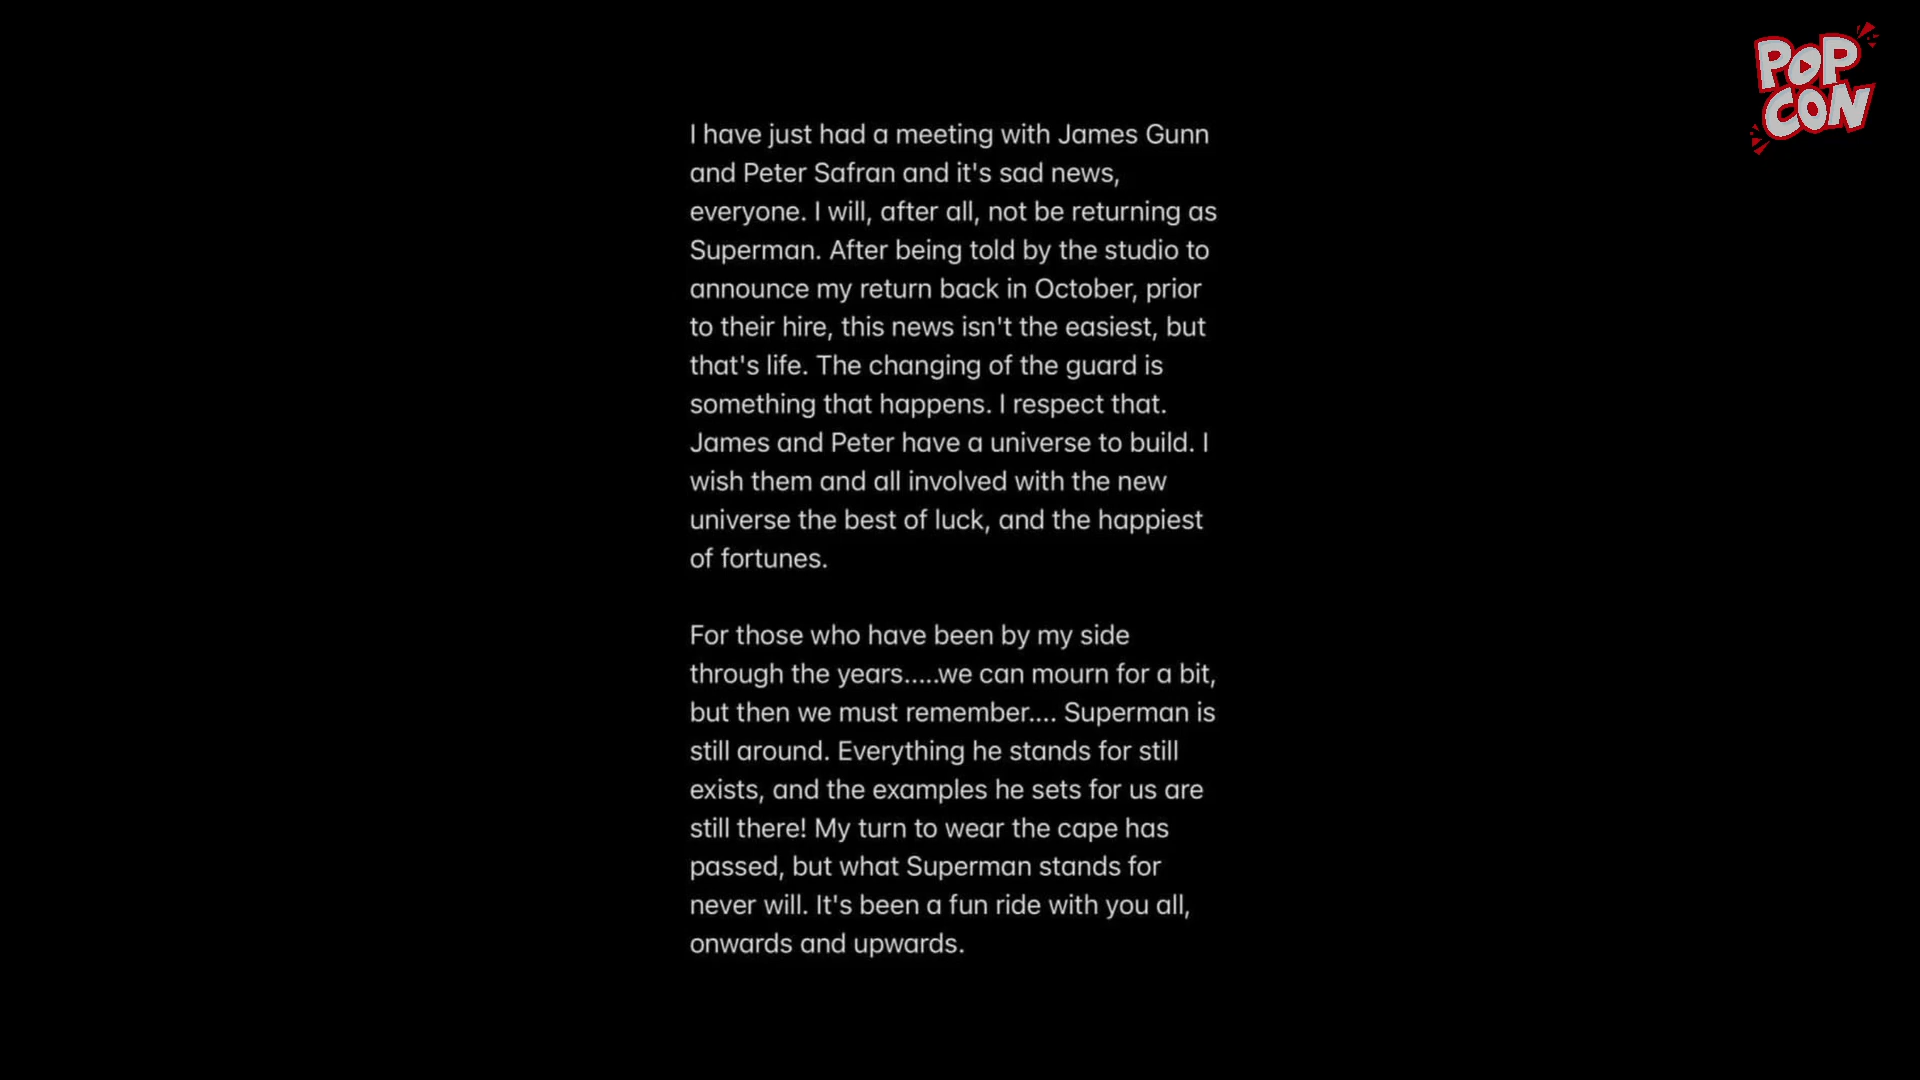 POP
CON
I have just had a meeting with James Gunn
and Peter Safran and it's sad news,
everyone. I will, after all, not be returning as
Superman. After being told by the studio to
announce my return back in October, prior
to their hire, this news isn't the easiest, but
that's life. The changing of the guard is
something that happens. I respect that.
James and Peter have a universe to build. I
wish them and all involved with the new
universe the best of luck, and the happiest
of fortunes.
For those who have been by my side
through the years.....we can mourn for a bit,
but then we must remember.... Superman is
still around. Everything he stands for still
exists, and the examples he sets for us are
still there! My turn to wear the cape has
passed, but what Superman stands for
never will. It's been a fun ride with you all,
onwards and upwards.